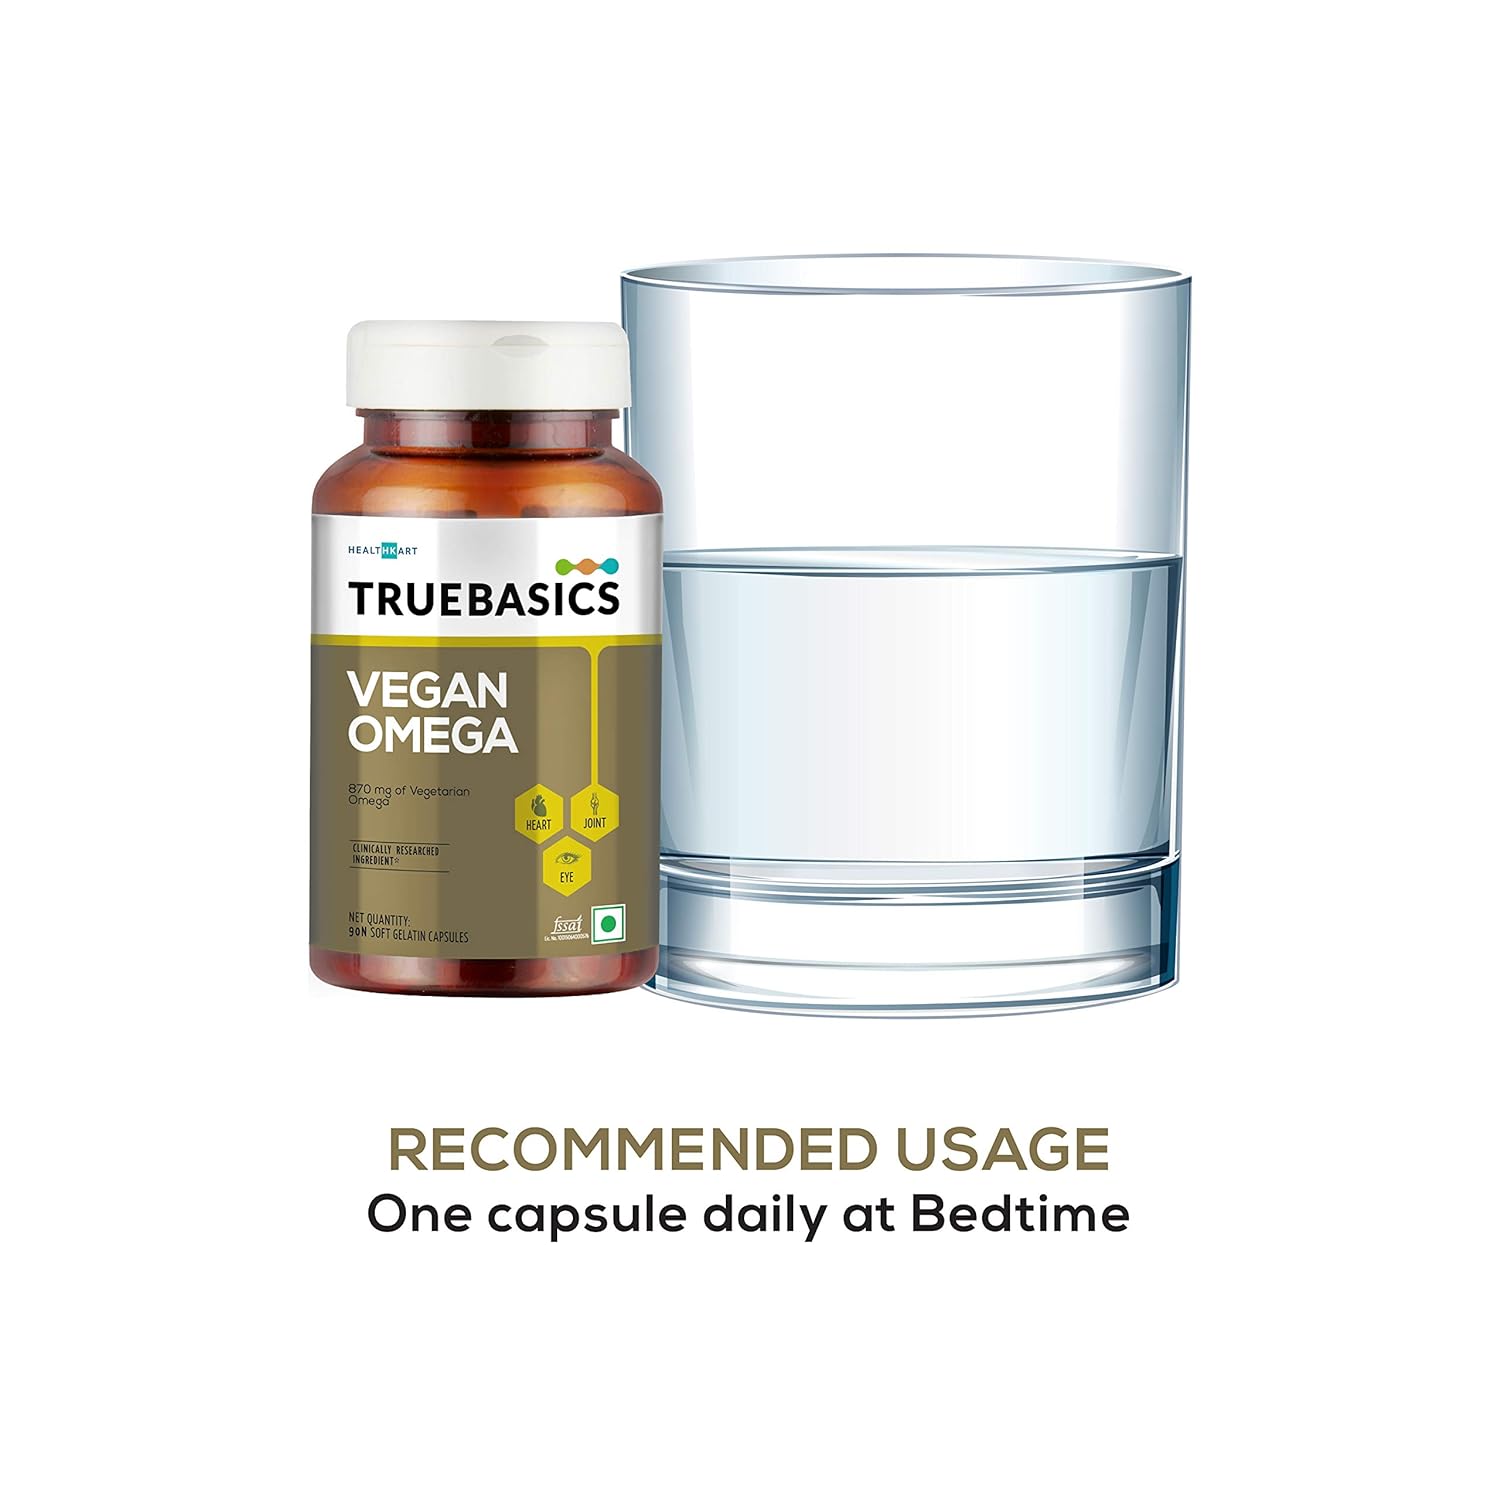 HEALTHKART
TRUEBASICS
VEGAN
OMEGA
870 mg of Vegetarian
Omega
HEART
JOINT
CLINICALLY RESEARCHED
INGREDIENT*
EYE
NET QUANTITY:
90N SOFT GELATIN CAPSULES
fssai
RECOMMENDED USAGE
One capsule daily at Bedtime